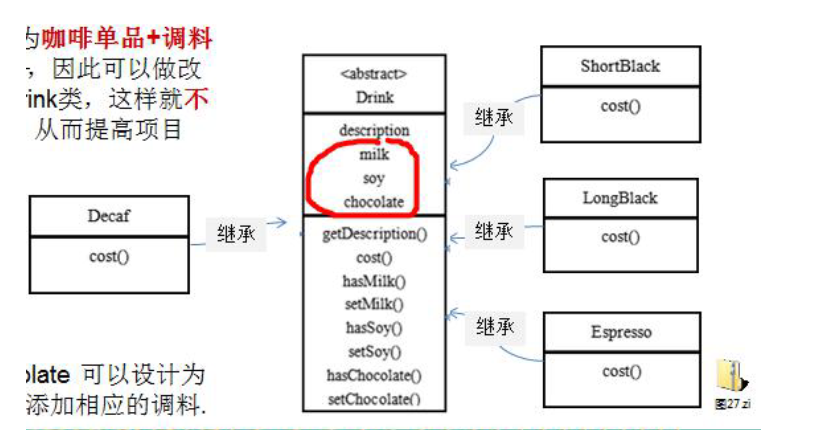 为咖啡单品+调料
，因此可以做改
rink类，这样就不
从而提高项目
<abstract>
Drink
description
milk
soy
chocolate
getDescription()
cost()
hasMilk()
setMilk()
hasSoy()
setSoy()
hasChocolate()
setChocolate()
ShortBlack
cost()
继承
LongBlack
cost()
继承
Espresso
cost()
继承
Decaf
cost()
继承
olate 可以设计为
添加相应的调料.
图27 zi